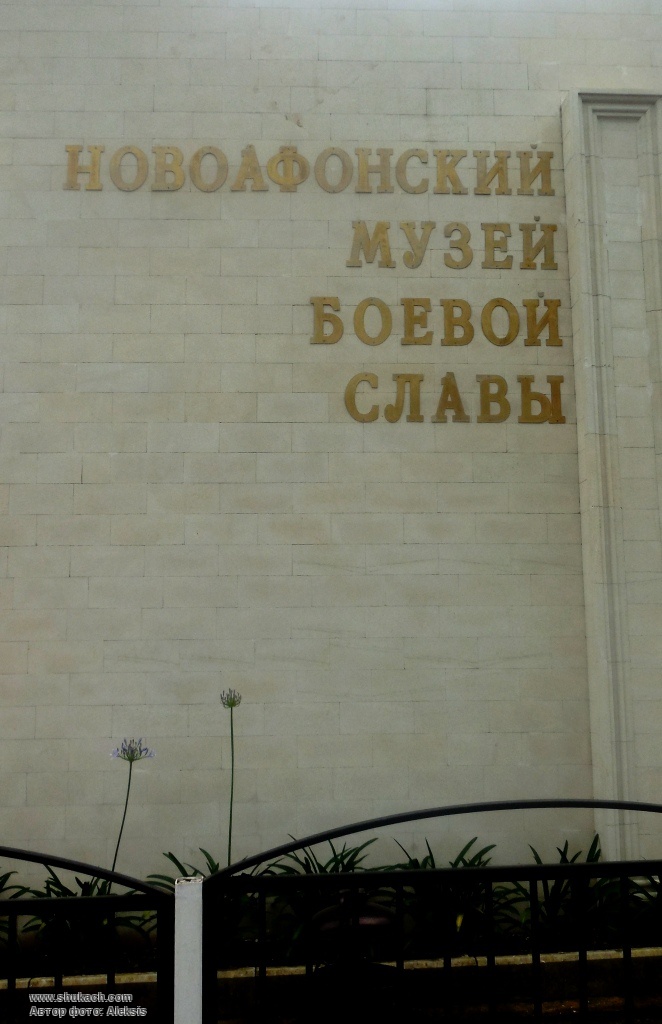 НОВОАФОНСКИЙ
МУЗЕЙ
БОЕВОЙ
СЛАВЫ
www.shukach.com
Автор фото: Aleksis